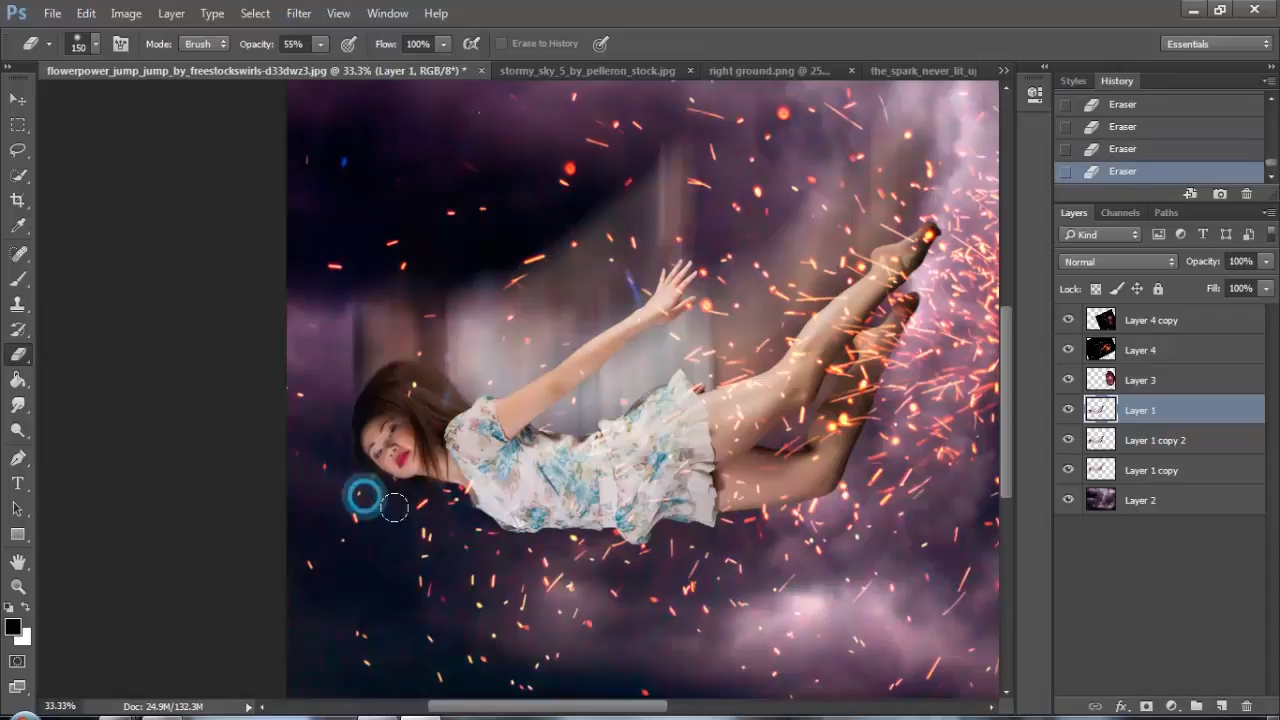 Ps File Edit Image Layer Type Select Filter View Window Help
150 Mode: Brush Opacity: 55% Flow: 100% Erase to History Essentials
flowerpower_jump_jump_by_freestockswirls-d33dwz3.jpg @ 33.3% (Layer 1, RGB/8*) * × stormy_sky_5_by_pelleron_stock.jpg × right ground.png @ 25... × the_spark_never_lit_u >>
Styles History
Eraser
Eraser
Eraser
Eraser
Layers Channels Paths
Kind
Normal Opacity: 100%
Lock: Fill: 100%
Layer 4 copy
Layer 4
Layer 3
Layer 1
Layer 1 copy 2
Layer 1 copy
Layer 2
33.33% Doc: 24.9M/132.3M